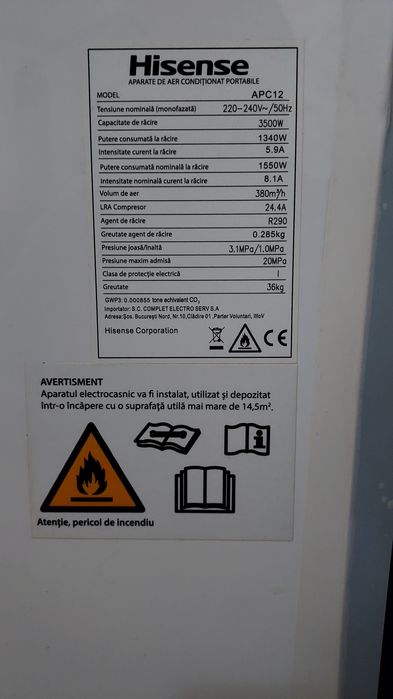 Hisense
APARATE DE AER CONDIȚIONAT PORTABILE
MODEL APC12
Tensiune nominală (monofazată) 220-240V~/50Hz
Capacitate de răcire 3500W
Putere consumată la răcire 1340W
Intensitate curent la răcire 5.9A
Putere consumată nominală la răcire 1550W
Intensitate nominală curent la răcire 8.1A
Volum de aer 380m³/h
LRA Compresor 24.4A
Agent de răcire R290
Greutate agent de răcire 0.285kg
Presiune joasă/înaltă 3.1MPa/1.0MPa
Presiune maxim admisă 20MPa
Clasa de protecție electrică I
Greutate 36kg
GWP3: 0.000855 tone echivalent CO₂
Importator: S.C. COMPLET ELECTRO SERV S.A
Adresa:Șos. București Nord, Nr.10,Clădire 01 ,Parter Voluntari, Ilfov
Hisense Corporation CE
AVERTISMENT
Aparatul electrocasnic va fi instalat, utilizat și depozitat
într-o încăpere cu o suprafață utilă mai mare de 14,5m².
Atenție, pericol de incendiu